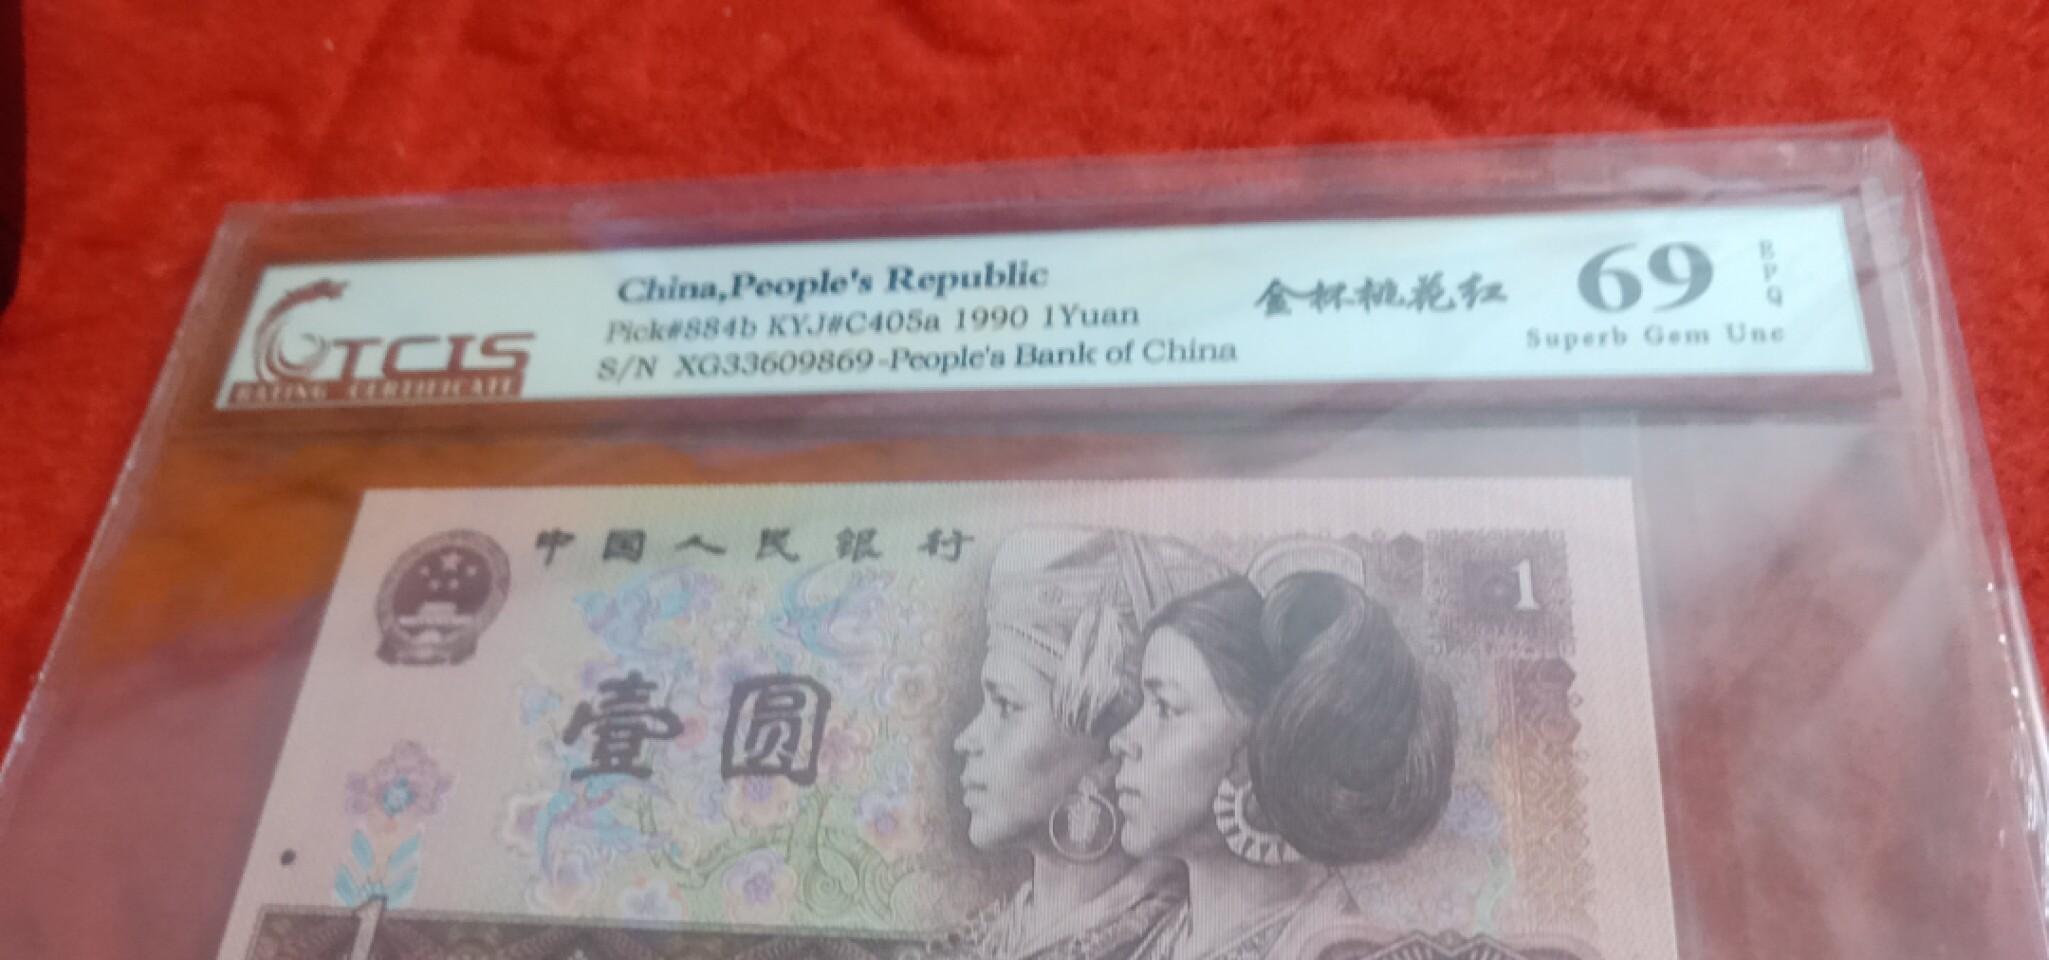 TCIS
RATING CERTIFICATE
China,People's Republic
Pick#884b KYJ#C405a 1990 1Yuan
S/N XG33609869-People's Bank of China
金杯桃花红
69
EPQ
Superb Gem Unc
中国人民银行
1
壹圆
1